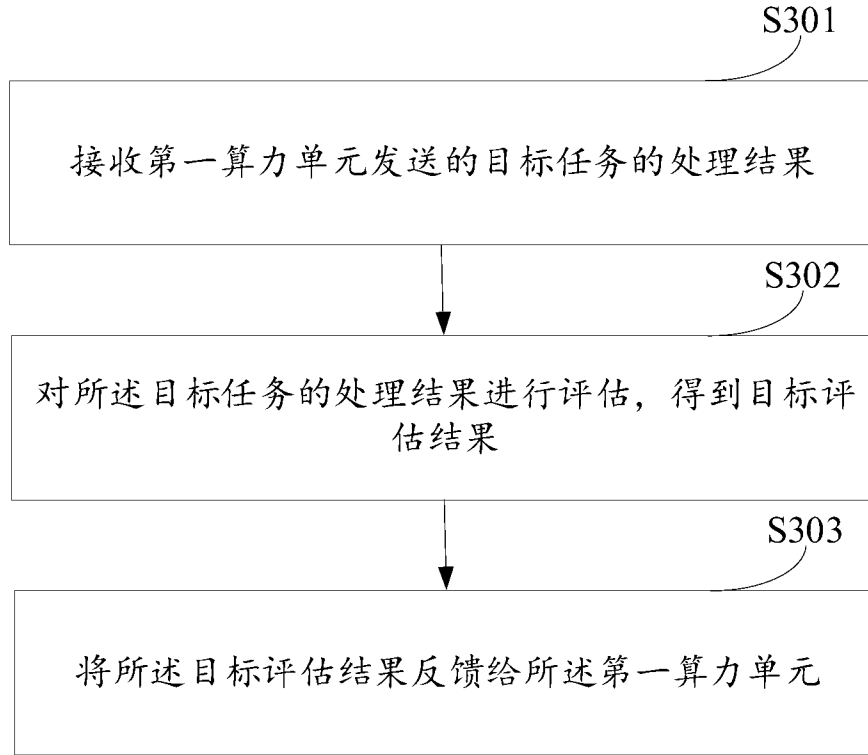 S301
接收第一算力单元发送的目标任务的处理结果
S302
对所述目标任务的处理结果进行评估，得到目标评
估结果
S303
将所述目标评估结果反馈给所述第一算力单元